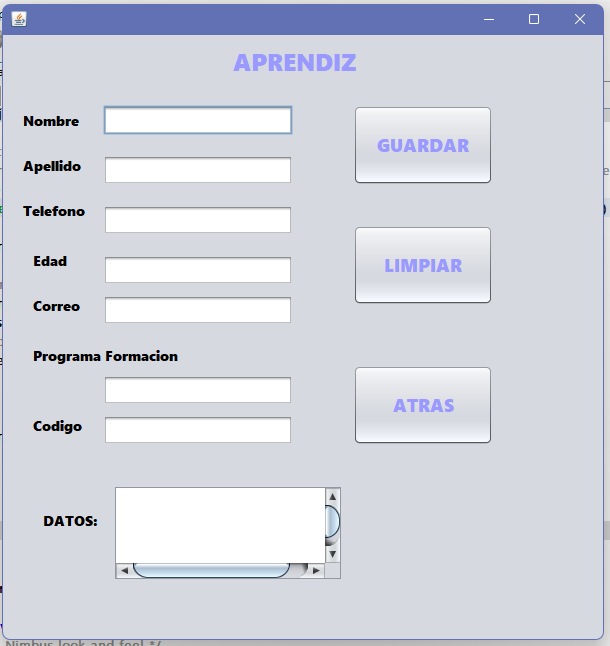 APRENDIZ
Nombre
GUARDAR
Apellido
Telefono
LIMPIAR
Edad
Correo
Programa Formacion
ATRAS
Codigo
DATOS:
Nimbus look and feel */